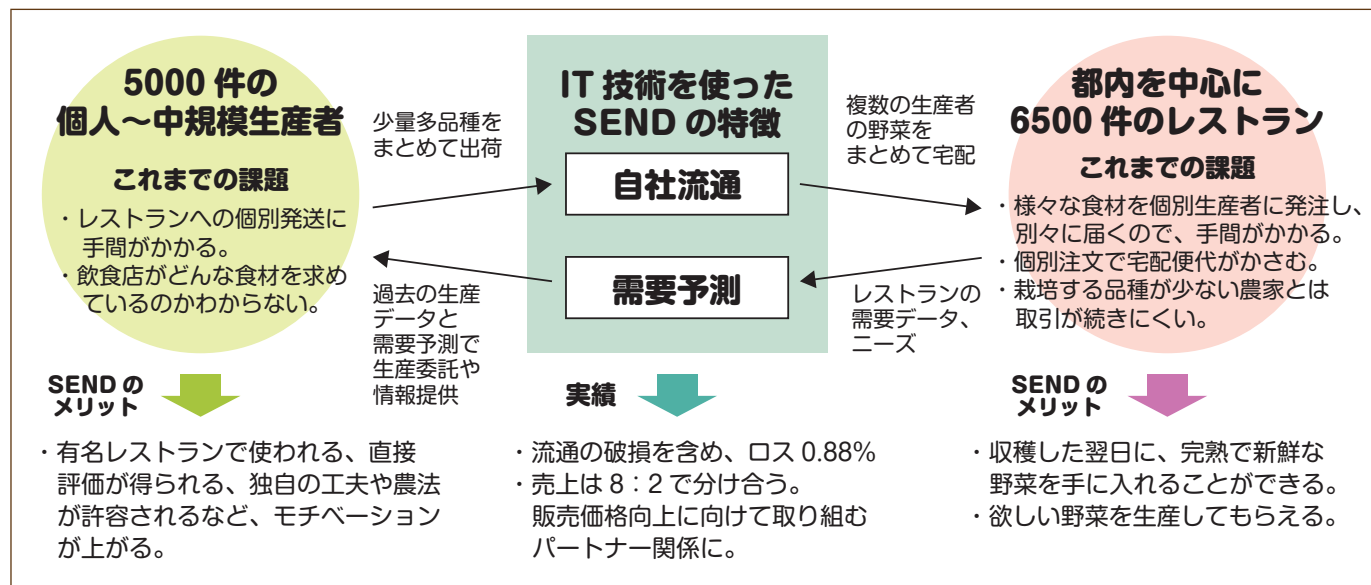 5000 件の
個人〜中規模生産者
これまでの課題
・レストランへの個別発送に
手間がかかる。
・飲食店がどんな食材を求め
ているのかわからない。
少量多品種を
まとめて出荷
過去の生産
データと
需要予測で
生産委託や
情報提供
IT 技術を使った
SEND の特徴
自社流通
需要予測
複数の生産者
の野菜を
まとめて宅配
レストランの
需要データ、
ニーズ
都内を中心に
6500 件のレストラン
これまでの課題
・様々な食材を個別生産者に発注し、
別々に届くので、手間がかかる。
・個別注文で宅配便代がかさむ。
・栽培する品種が少ない農家とは
取引が続きにくい。
SEND の
メリット
・有名レストランで使われる、直接
評価が得られる、独自の工夫や農法
が許容されるなど、モチベーション
が上がる。
実績
・流通の破損を含め、ロス 0.88%
・売上は 8:2 で分け合う。
販売価格向上に向けて取り組む
パートナー関係に。
SEND の
メリット
・収穫した翌日に、完熟で新鮮な
野菜を手に入れることができる。
・欲しい野菜を生産してもらえる。